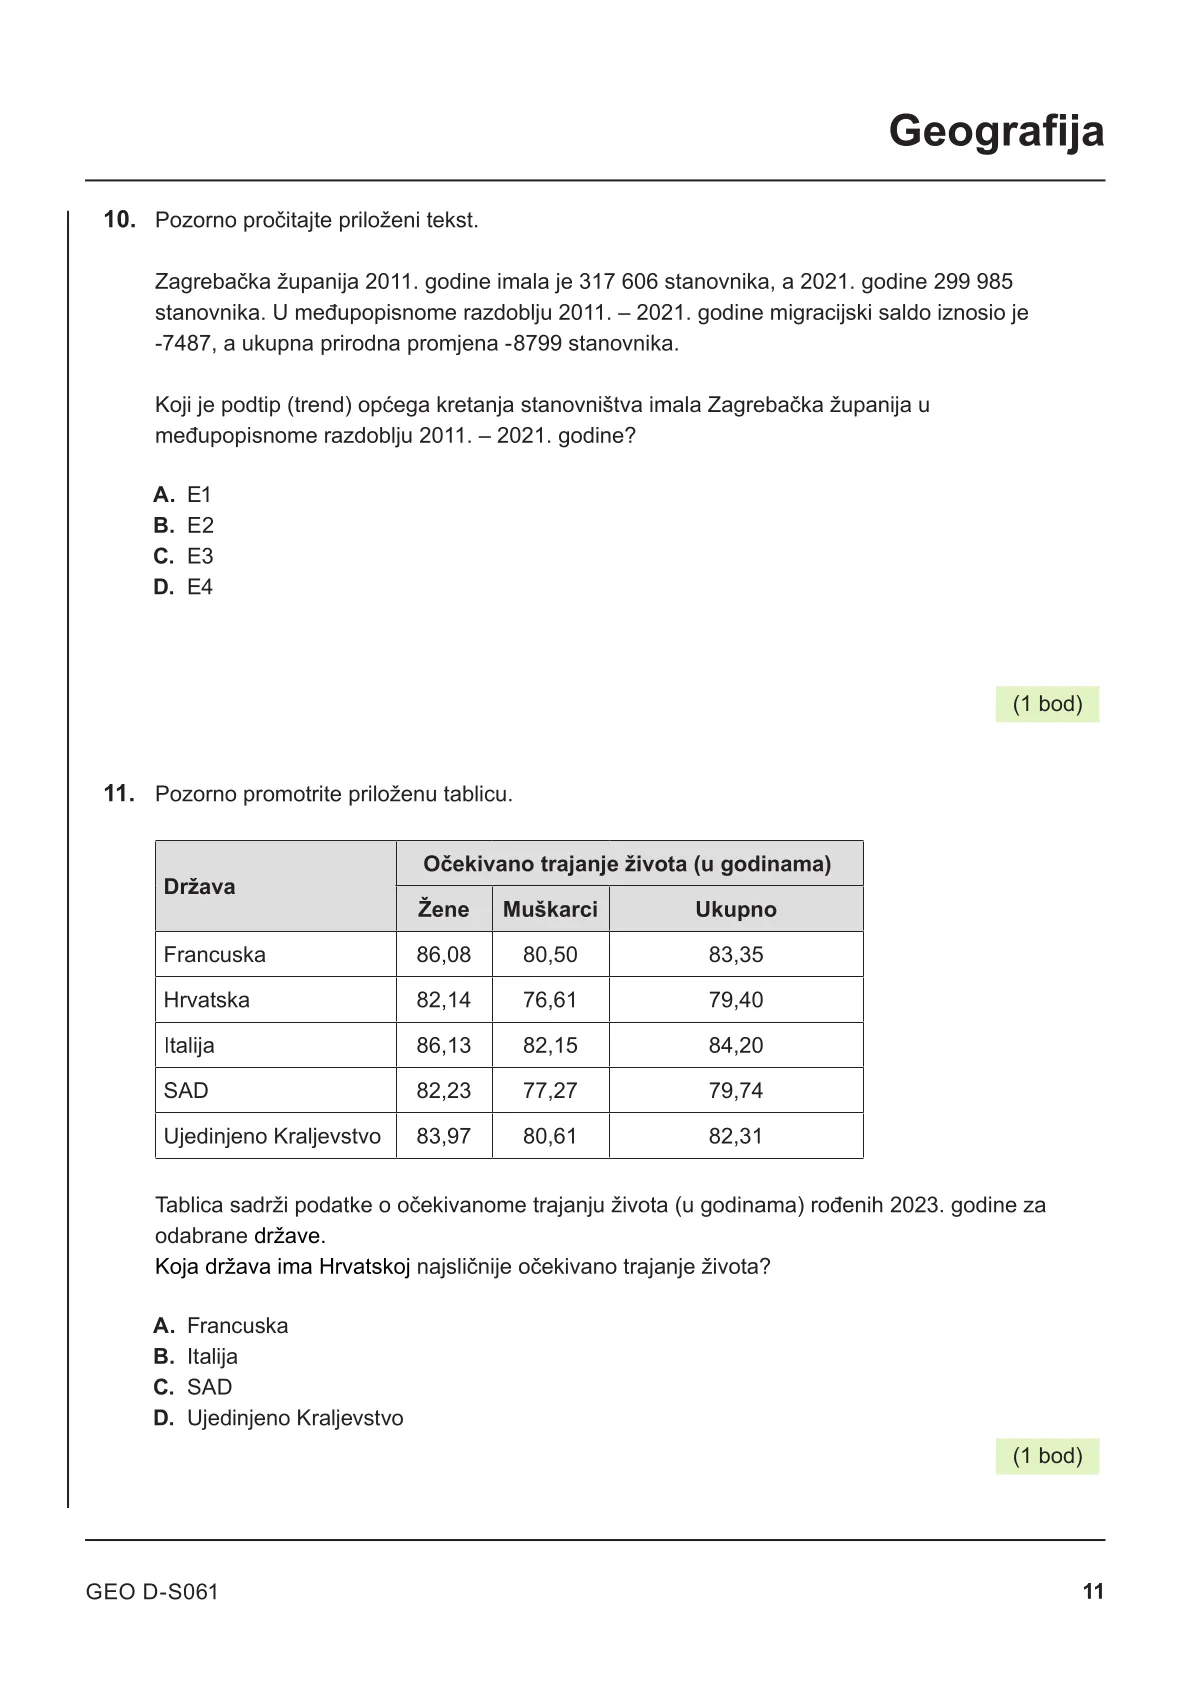 Geografija
10. Pozorno pročitajte priloženi tekst.
Zagrebačka županija 2011. godine imala je 317 606 stanovnika, a 2021. godine 299 985
stanovnika. U međupopisnome razdoblju 2011. – 2021. godine migracijski saldo iznosio je
-7487, a ukupna prirodna promjena -8799 stanovnika.
Koji je podtip (trend) općega kretanja stanovništva imala Zagrebačka županija u
međupopisnome razdoblju 2011. – 2021. godine?
A. E1
B. E2
C. E3
D. E4
(1 bod)
11. Pozorno promotrite priloženu tablicu.
Država Očekivano trajanje života (u godinama)
Žene Muškarci Ukupno
Francuska 86,08 80,50 83,35
Hrvatska 82,14 76,61 79,40
Italija 86,13 82,15 84,20
SAD 82,23 77,27 79,74
Ujedinjeno Kraljevstvo 83,97 80,61 82,31
Tablica sadrži podatke o očekivanome trajanju života (u godinama) rođenih 2023. godine za
odabrane države.
Koja država ima Hrvatskoj najsličnije očekivano trajanje života?
A. Francuska
B. Italija
C. SAD
D. Ujedinjeno Kraljevstvo
(1 bod)
GEO D-S061
11